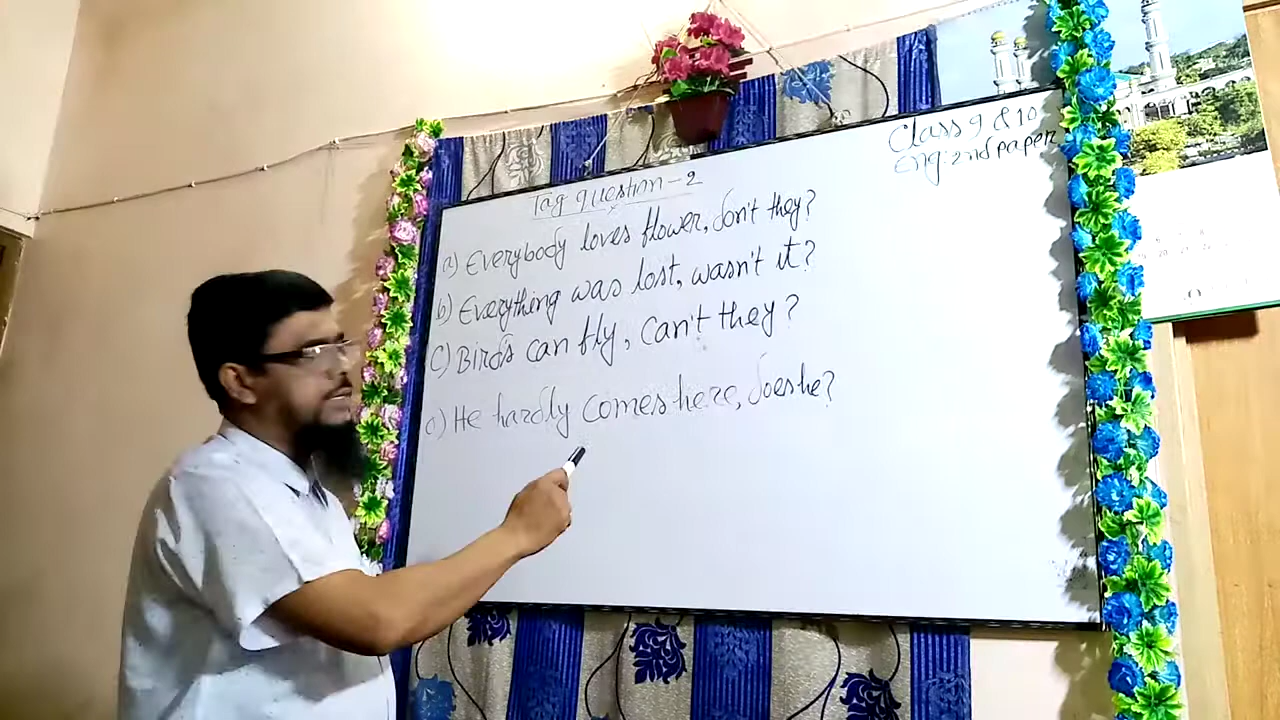 Class 9 & 10
eng: 2nd paper
Tag question-2
a) Everybody loves flower, don't they?
b) Everything was lost, wasn't it?
C) Birds can fly, can't they?
d) He hardly comes here, does he?